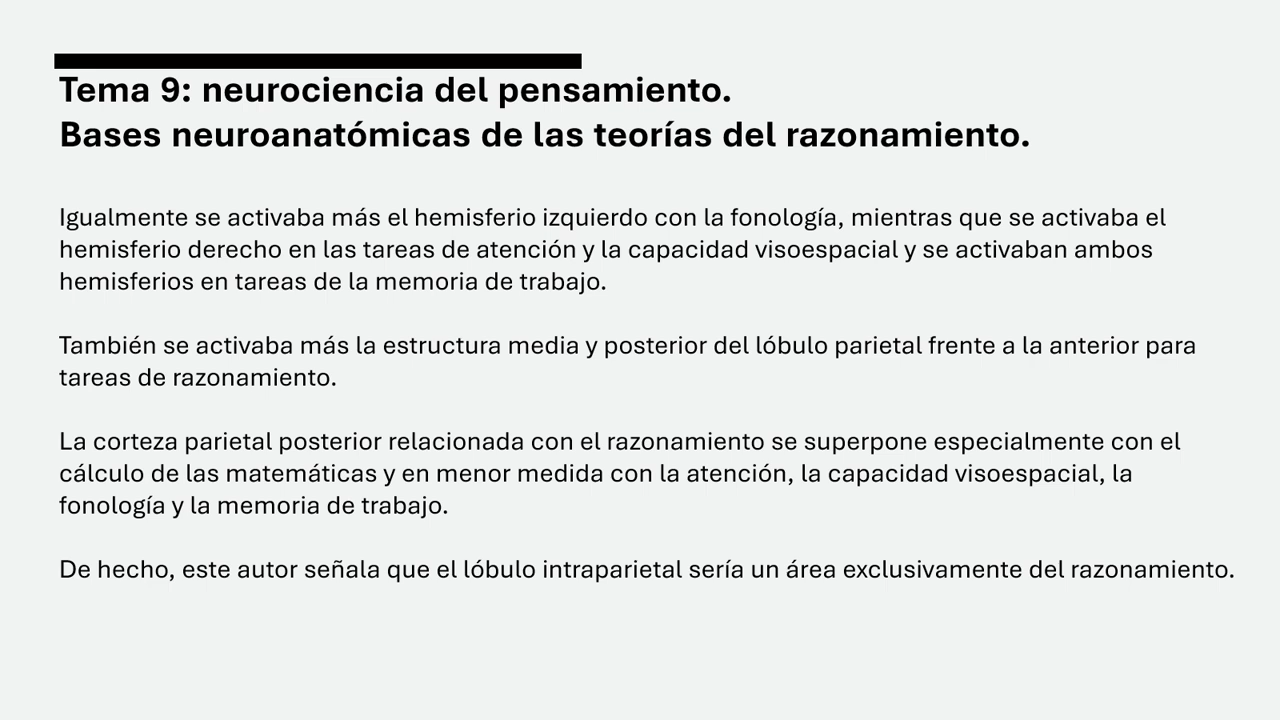 Tema 9: neurociencia del pensamiento.
Bases neuroanatómicas de las teorías del razonamiento.
Igualmente se activaba más el hemisferio izquierdo con la fonología, mientras que se activaba el
hemisferio derecho en las tareas de atención y la capacidad visoespacial y se activaban ambos
hemisferios en tareas de la memoria de trabajo.
También se activaba más la estructura media y posterior del lóbulo parietal frente a la anterior para
tareas de razonamiento.
La corteza parietal posterior relacionada con el razonamiento se superpone especialmente con el
cálculo de las matemáticas y en menor medida con la atención, la capacidad visoespacial, la
fonología y la memoria de trabajo.
De hecho, este autor señala que el lóbulo intraparietal sería un área exclusivamente del razonamiento.